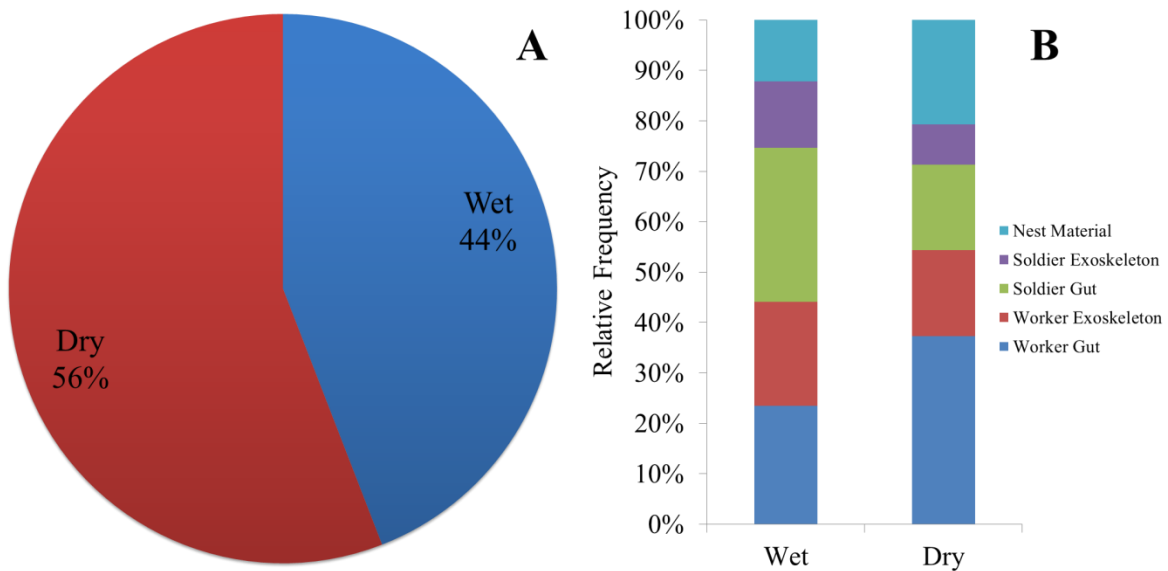 A
Wet
44%
Dry
56%
B
Relative Frequency
100%
90%
80%
70%
60%
50%
40%
30%
20%
10%
0%
Wet
Dry
Nest Material
Soldier Exoskeleton
Soldier Gut
Worker Exoskeleton
Worker Gut